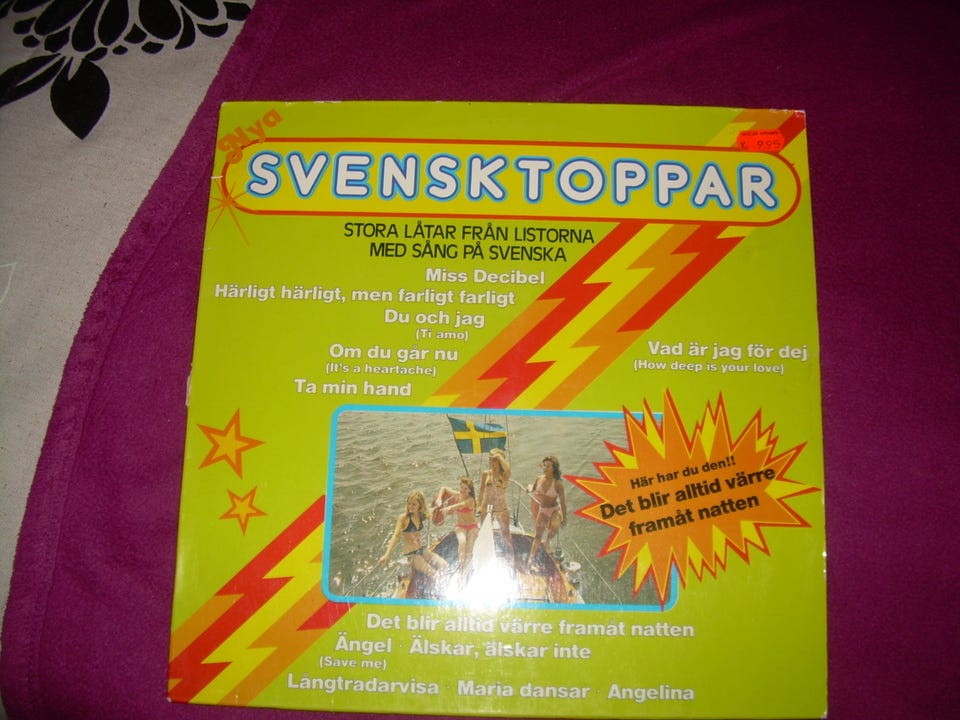 Nya
SVENSKTOPPAR
9.95
STORA LÅTAR FRÅN LISTORNA
MED SÅNG PÅ SVENSKA
Miss Decibel
Härligt härligt, men farligt farligt
Du och jag
(Ti amo)
Om du går nu
(It's a heartache)
Ta min hand
Vad är jag för dej
(How deep is your love)
Här har du den!!
Det blir alltid värre
framåt natten
Det blir alltid värre framåt natten
Ängel · Älskar, älskar inte
(Save me)
Långtradarvisa · Maria dansar · Angelina